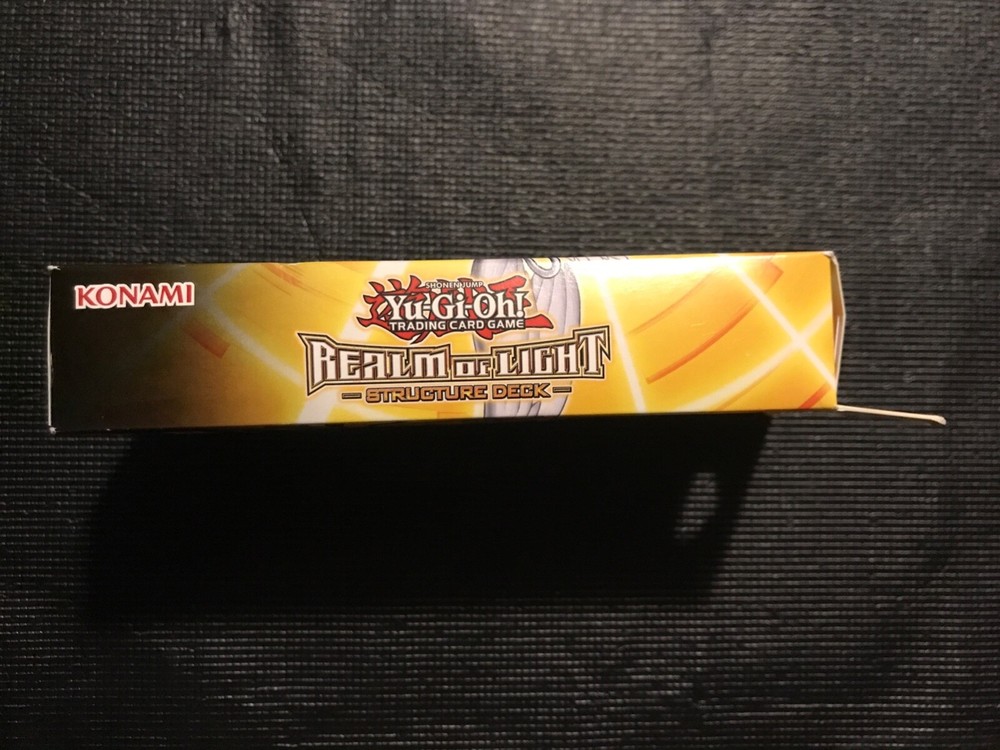 KONAMI
SHONEN JUMP
Yu-Gi-Oh!
TRADING CARD GAME
REALM OF LIGHT
STRUCTURE DECK